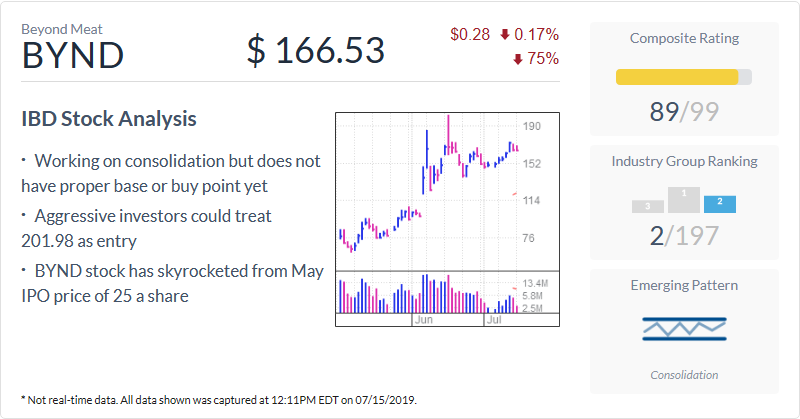 Beyond Meat
BYND
$ 166.53
$0.28 0.17%
75%
IBD Stock Analysis
· Working on consolidation but does not
have proper base or buy point yet
· Aggressive investors could treat
201.98 as entry
· BYND stock has skyrocketed from May
IPO price of 25 a share
190
152
114
76
13.4M
5.8M
2.5M
Jun Jul
Composite Rating
89/99
Industry Group Ranking
3 1 2
2/197
Emerging Pattern
Consolidation
* Not real-time data. All data shown was captured at 12:11PM EDT on 07/15/2019.